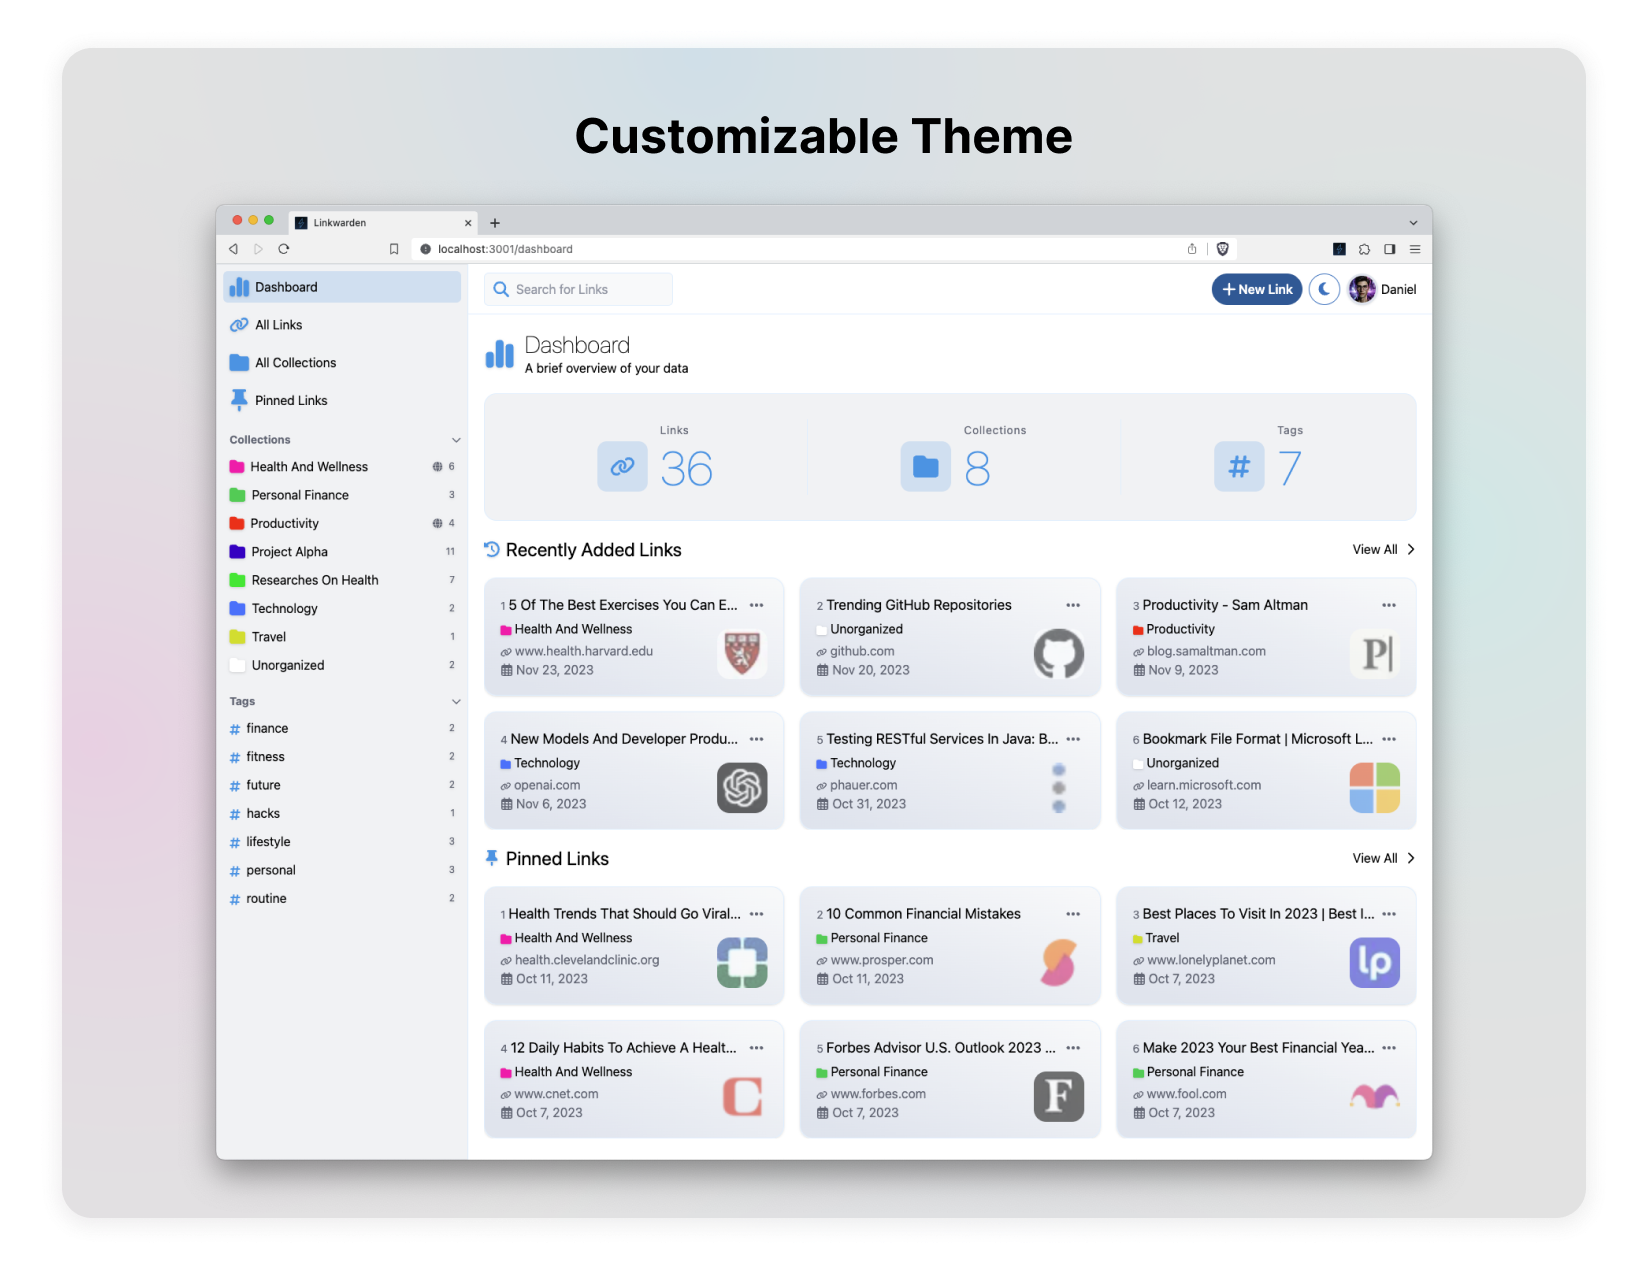 Customizable Theme
Linkwarden
localhost:3001/dashboard
Dashboard
All Links
All Collections
Pinned Links
Collections
Health And Wellness 6
Personal Finance 3
Productivity 4
Project Alpha 11
Researches On Health 7
Technology 2
Travel 1
Unorganized 2
Tags
# finance 2
# fitness 2
# future 2
# hacks 1
# lifestyle 3
# personal 3
# routine 2
Search for Links
+ New Link
Daniel
Dashboard
A brief overview of your data
Links
36
Collections
8
Tags
# 7
Recently Added Links
View All
1 5 Of The Best Exercises You Can E...
Health And Wellness
www.health.harvard.edu
Nov 23, 2023
2 Trending GitHub Repositories
Unorganized
github.com
Nov 20, 2023
3 Productivity - Sam Altman
Productivity
blog.samaltman.com
Nov 9, 2023
P|
4 New Models And Developer Produ...
Technology
openai.com
Nov 6, 2023
5 Testing RESTful Services In Java: B...
Technology
phauer.com
Oct 31, 2023
6 Bookmark File Format | Microsoft L...
Unorganized
learn.microsoft.com
Oct 12, 2023
Pinned Links
View All
1 Health Trends That Should Go Viral...
Health And Wellness
health.clevelandclinic.org
Oct 11, 2023
2 10 Common Financial Mistakes
Personal Finance
www.prosper.com
Oct 11, 2023
3 Best Places To Visit In 2023 | Best I...
Travel
www.lonelyplanet.com
Oct 7, 2023
lp
4 12 Daily Habits To Achieve A Healt...
Health And Wellness
www.cnet.com
Oct 7, 2023
C
5 Forbes Advisor U.S. Outlook 2023 ...
Personal Finance
www.forbes.com
Oct 7, 2023
F
6 Make 2023 Your Best Financial Yea...
Personal Finance
www.fool.com
Oct 7, 2023